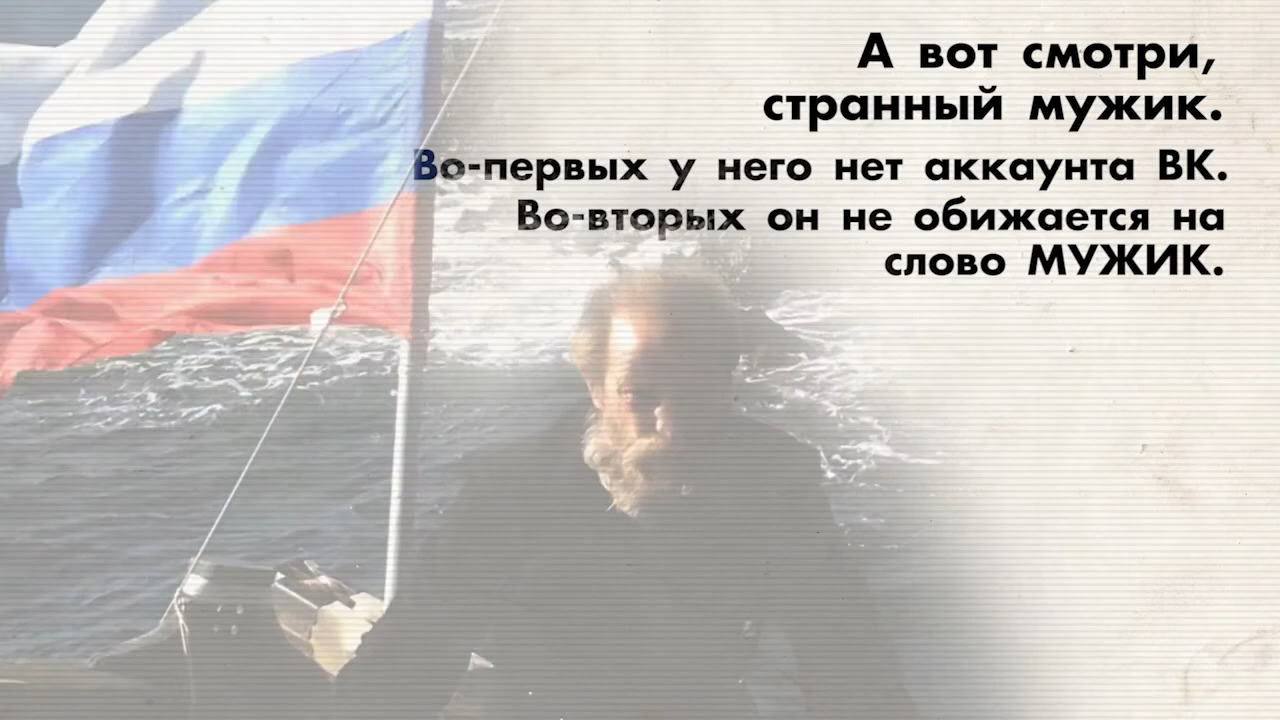 А вот смотри,
странный мужик.
Во-первых у него нет аккаунта ВК.
Во-вторых он не обижается на
слово МУЖИК.